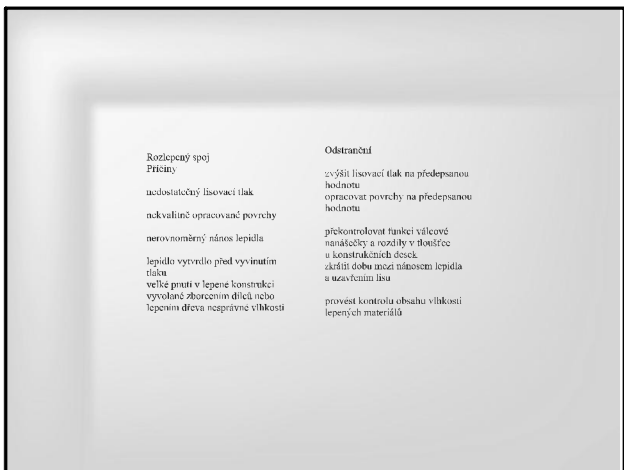 Rozlepený spoj
Příčiny
nedostatečný lisovací tlak
nekvalitně opracované povrchy
nerovnoměrný nános lepidla
lepidlo vytvrdlo před vyvinutím
tlaku
velké pnutí v lepené konstrukci
vyvolané zborcením dílců nebo
lepením dřeva nesprávné vlhkosti
Odstranění
zvýšit lisovací tlak na předepsanou
hodnotu
opracovat povrchy na předepsanou
hodnotu
překontrolovat funkci válcové
nanášečky a rozdíly v tloušťce
u konstrukčních desek
zkrátit dobu mezi nánosem lepidla
a uzavřením lisu
provést kontrolu obsahu vlhkosti
lepených materiálů